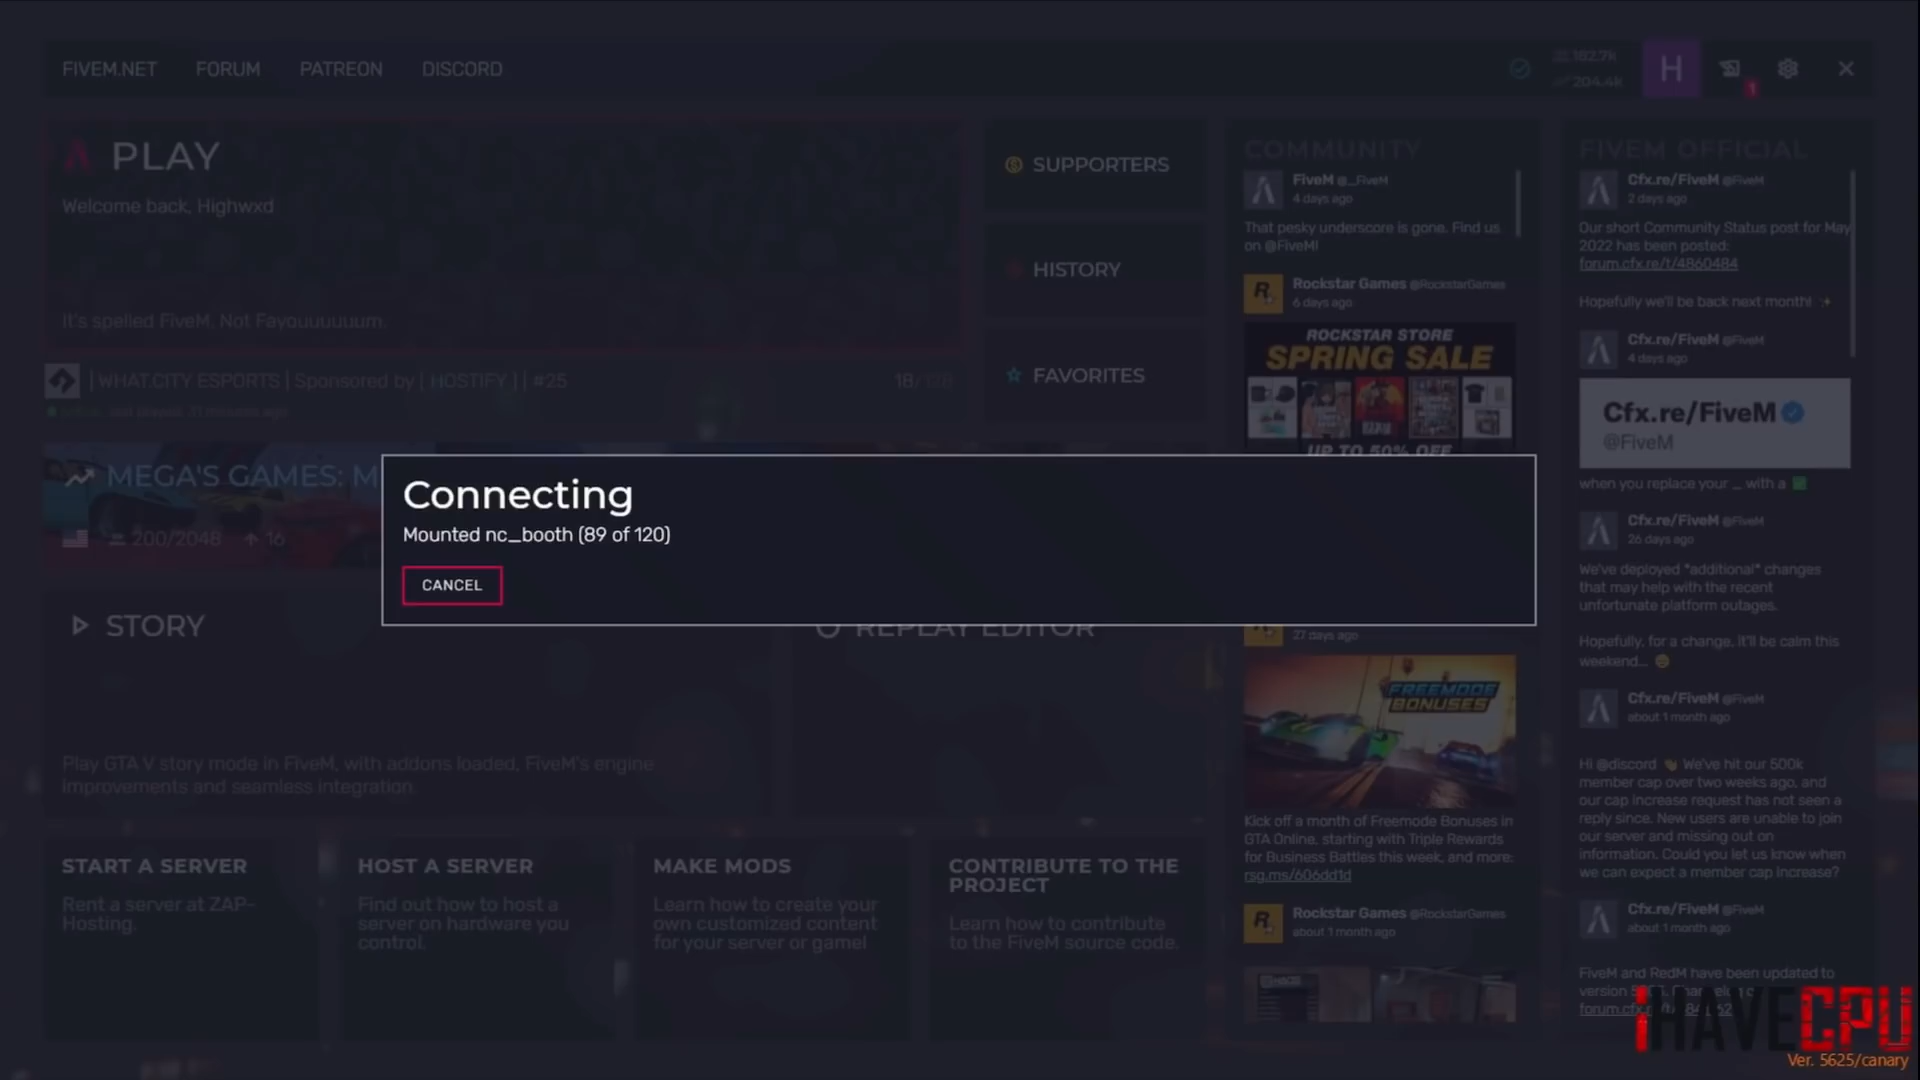 FIVEM.NET FORUM PATREON DISCORD
182.7k
204.4k
H
1
PLAY
Welcome back, Highwxd
It's spelled FiveM. Not Fayouuuuuum.
| WHAT.CITY ESPORTS | Sponsored by [ HOSTIFY ] | #25
18/128
SUPPORTERS
HISTORY
FAVORITES
MEGA'S GAMES: M
200/2048 16
Connecting
Mounted nc_booth (89 of 120)
CANCEL
STORY
Play GTA V story mode in FiveM, with addons loaded, FiveM's engine
improvements and seamless integration.
REPLAY EDITOR
START A SERVER
Rent a server at ZAP-
Hosting.
HOST A SERVER
Find out how to host a
server on hardware you
control.
MAKE MODS
Learn how to create your
own customized content
for your server or game!
CONTRIBUTE TO THE
PROJECT
Learn how to contribute
to the FiveM source code.
COMMUNITY
FiveM @_FiveM
4 days ago
That pesky underscore is gone. Find us
on @FiveM!
Rockstar Games @RockstarGames
6 days ago
ROCKSTAR STORE
SPRING SALE
UP TO 50% OFF
27 days ago
FREEMODE
BONUSES
Kick off a month of Freemode Bonuses in
GTA Online, starting with Triple Rewards
for Business Battles this week, and more:
rsg.ms/606dd1d
Rockstar Games @RockstarGames
about 1 month ago
FIVEM OFFICIAL
Cfx.re/FiveM @FiveM
2 days ago
Our short Community Status post for May
2022 has been posted:
forum.cfx.re/t/4860484
Hopefully we'll be back next month!
Cfx.re/FiveM @FiveM
4 days ago
Cfx.re/FiveM
@FiveM
when you replace your _ with a
Cfx.re/FiveM @FiveM
26 days ago
We've deployed *additional* changes
that may help with the recent
unfortunate platform outages.
Hopefully, for a change, it'll be calm this
weekend...
Cfx.re/FiveM @FiveM
about 1 month ago
Hi @discord We've hit our 500k
member cap over two weeks ago, and
our cap increase request has not seen a
reply since. New users are unable to join
our server and missing out on
information. Could you let us know when
we can expect a member cap increase?
Cfx.re/FiveM @FiveM
about 1 month ago
FiveM and RedM have been updated to
version
iHAVECPU
Ver. 5625/canary